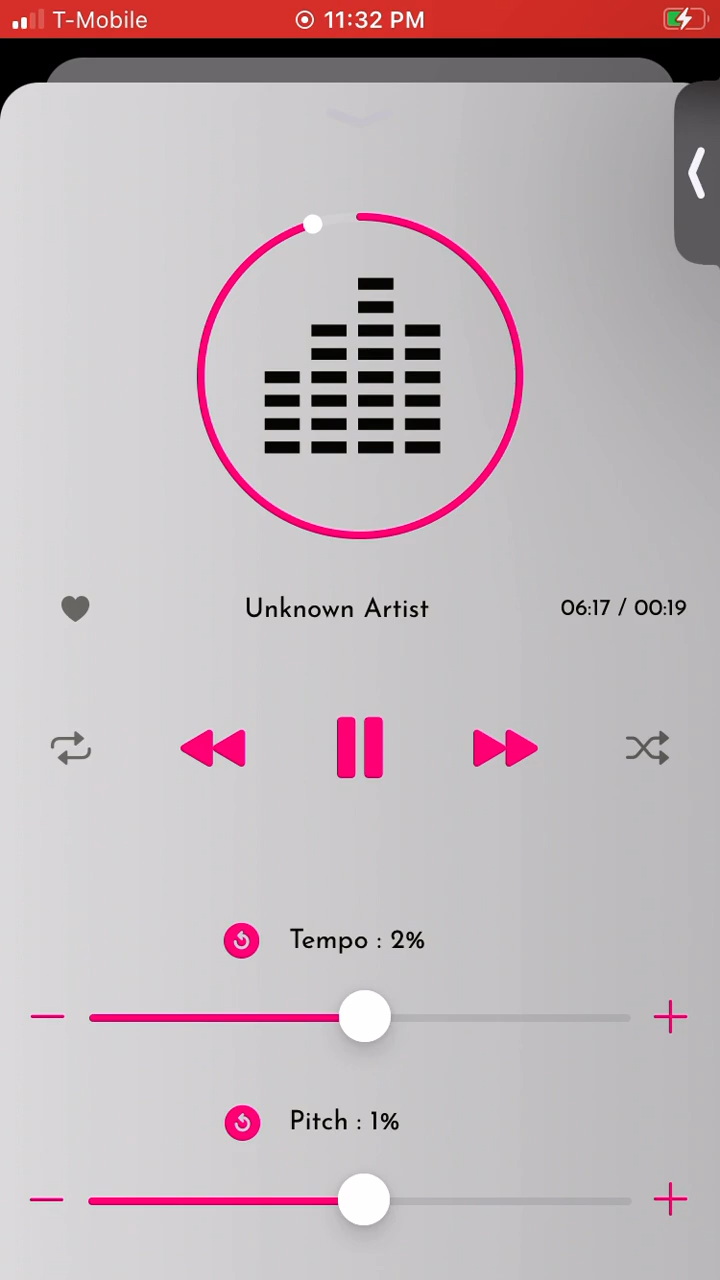 T-Mobile 11:32 PM
Unknown Artist 06:17 / 00:19
Tempo : 2%
Pitch : 1%